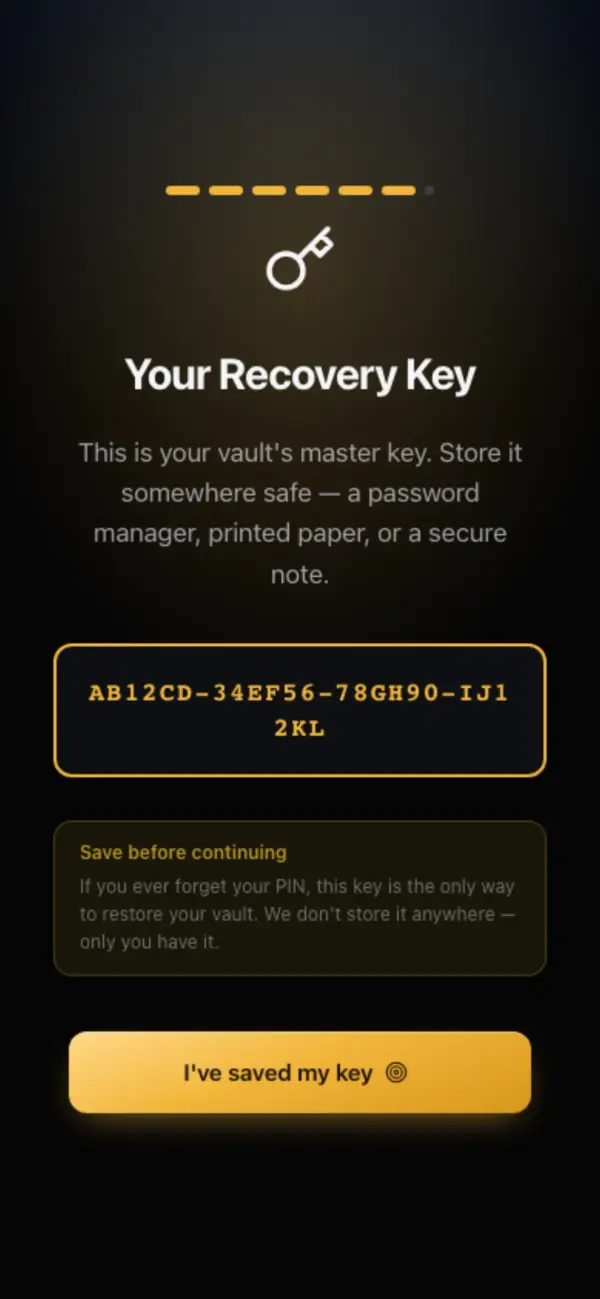 Your Recovery Key
This is your vault's master key. Store it
somewhere safe — a password
manager, printed paper, or a secure
note.
AB12CD-34EF56-78GH90-IJ1
2KL
Save before continuing
If you ever forget your PIN, this key is the only way
to restore your vault. We don't store it anywhere —
only you have it.
I've saved my key